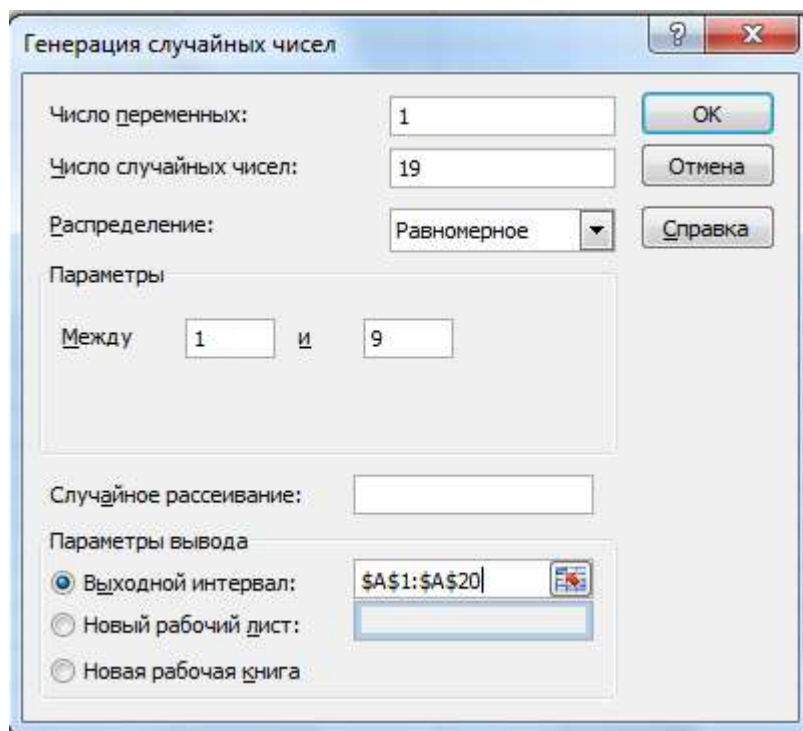 Генерация случайных чисел
Число переменных: 1 OK
Число случайных чисел: 19 Отмена
Распределение: Равномерное Справка
Параметры
Между 1 и 9
Случайное рассеивание:
Параметры вывода
Выходной интервал: $A$1:$A$20
Новый рабочий лист:
Новая рабочая книга